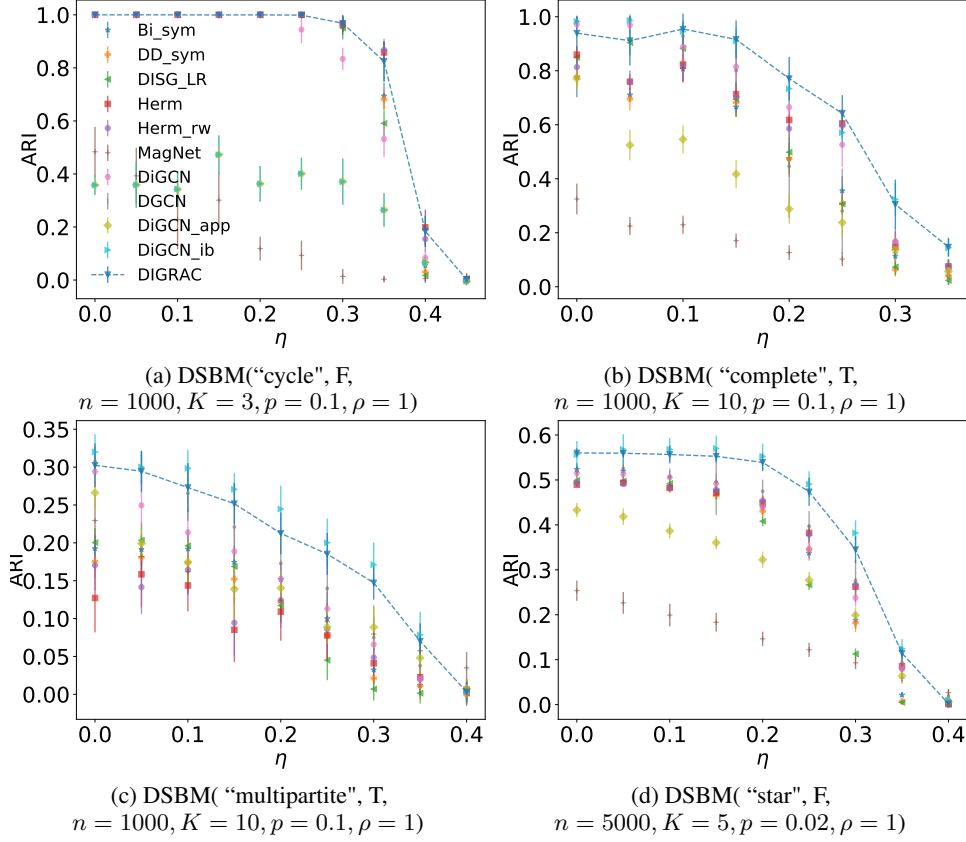 1.0
0.8
0.6
0.4
0.2
0.0
ARI
0.0 0.1 0.2 0.3 0.4
η
Bi_sym
DD_sym
DISG_LR
Herm
Herm_rw
MagNet
DiGCN
DGCN
DiGCN_app
DiGCN_ib
DIGRAC
(a) DSBM("cycle", F,
n = 1000, K = 3, p = 0.1, ρ = 1)
1.0
0.8
0.6
0.4
0.2
0.0
ARI
0.0 0.1 0.2 0.3
η
(b) DSBM( "complete", T,
n = 1000, K = 10, p = 0.1, ρ = 1)
0.35
0.30
0.25
0.20
0.15
0.10
0.05
0.00
ARI
0.0 0.1 0.2 0.3 0.4
η
(c) DSBM( "multipartite", T,
n = 1000, K = 10, p = 0.1, ρ = 1)
0.6
0.5
0.4
0.3
0.2
0.1
0.0
ARI
0.0 0.1 0.2 0.3 0.4
η
(d) DSBM( "star", F,
n = 5000, K = 5, p = 0.02, ρ = 1)